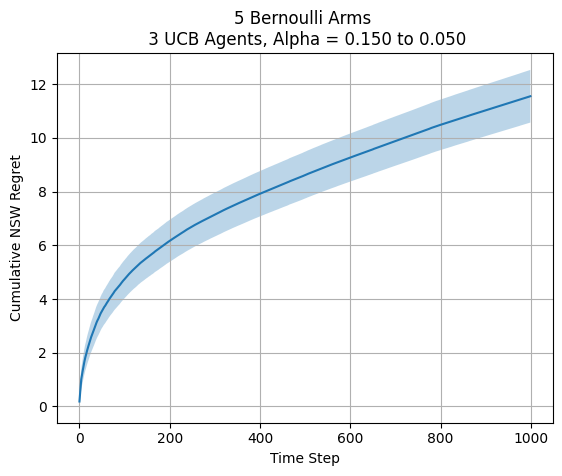 5 Bernoulli Arms
3 UCB Agents, Alpha = 0.150 to 0.050
Cumulative NSW Regret
12
10
8
6
4
2
0
0 200 400 600 800 1000
Time Step